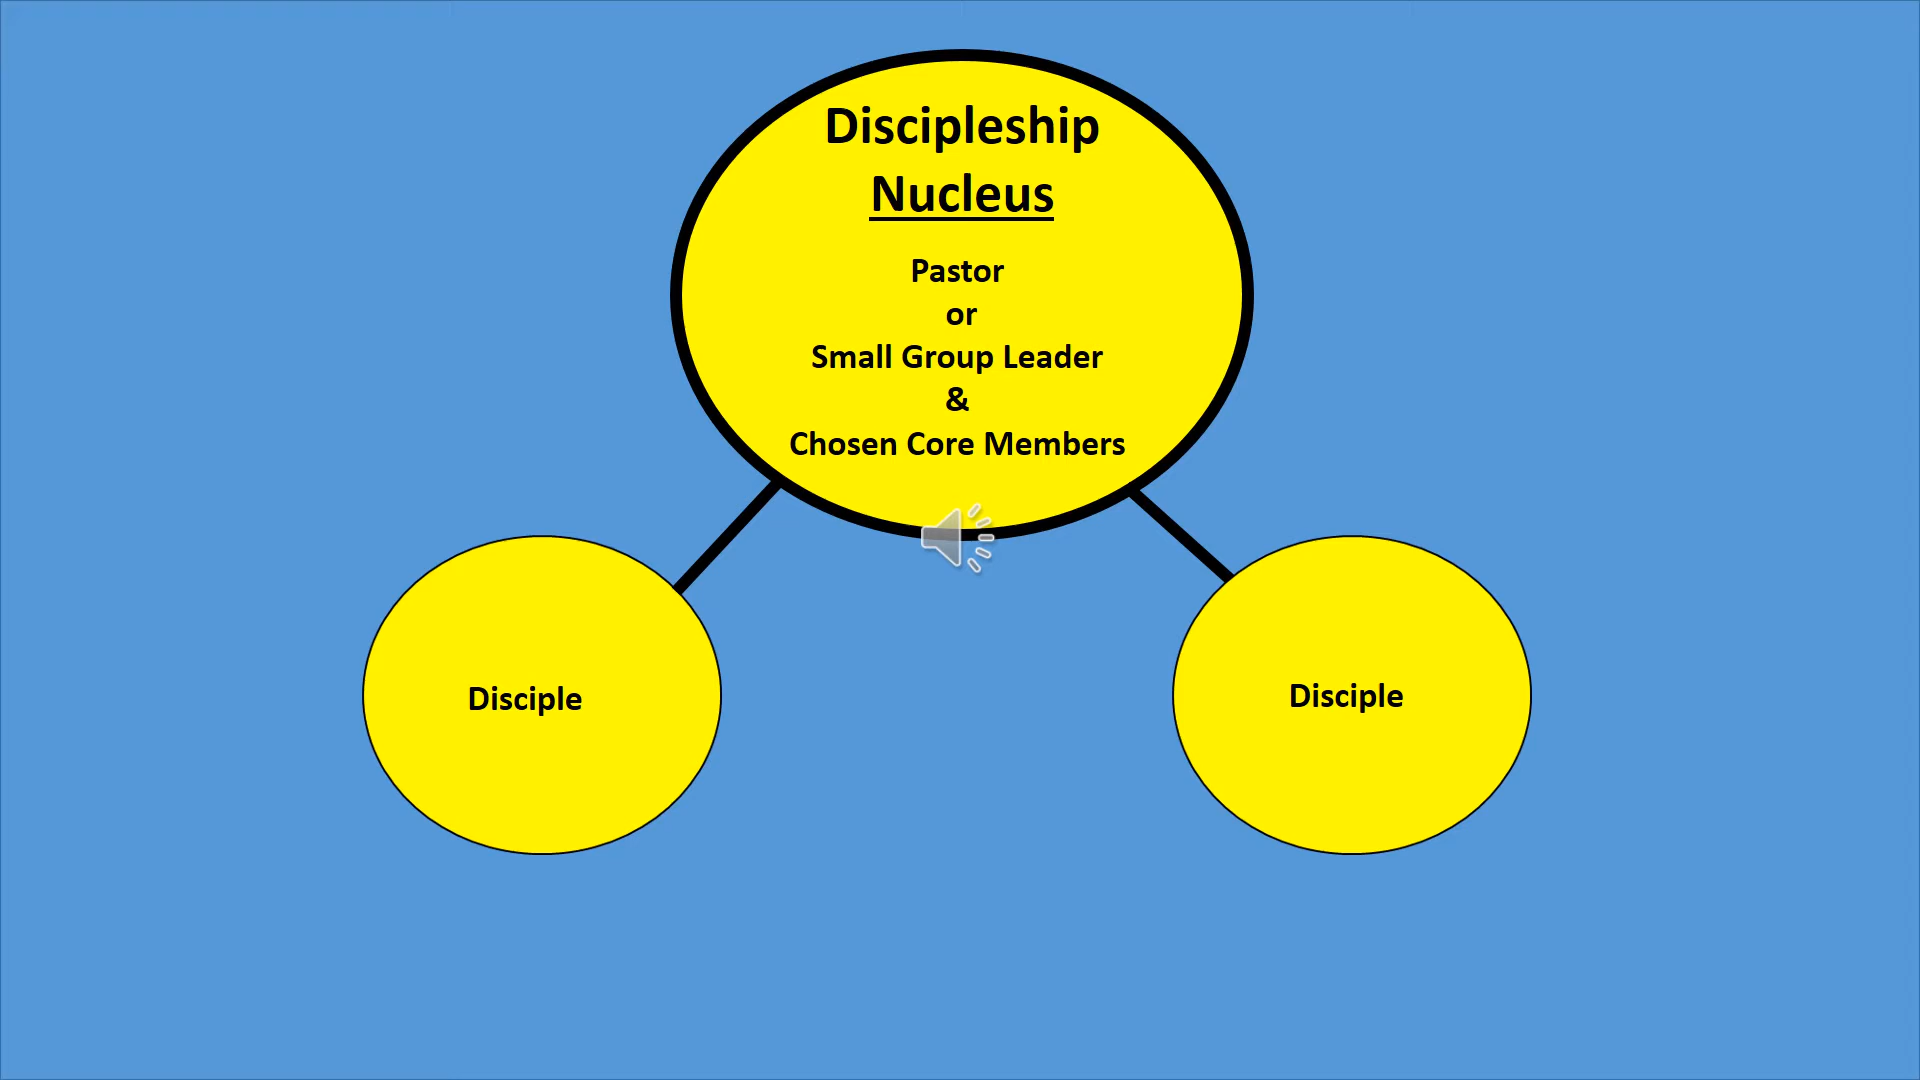 Discipleship
Nucleus
Pastor
or
Small Group Leader
&
Chosen Core Members
Disciple
Disciple